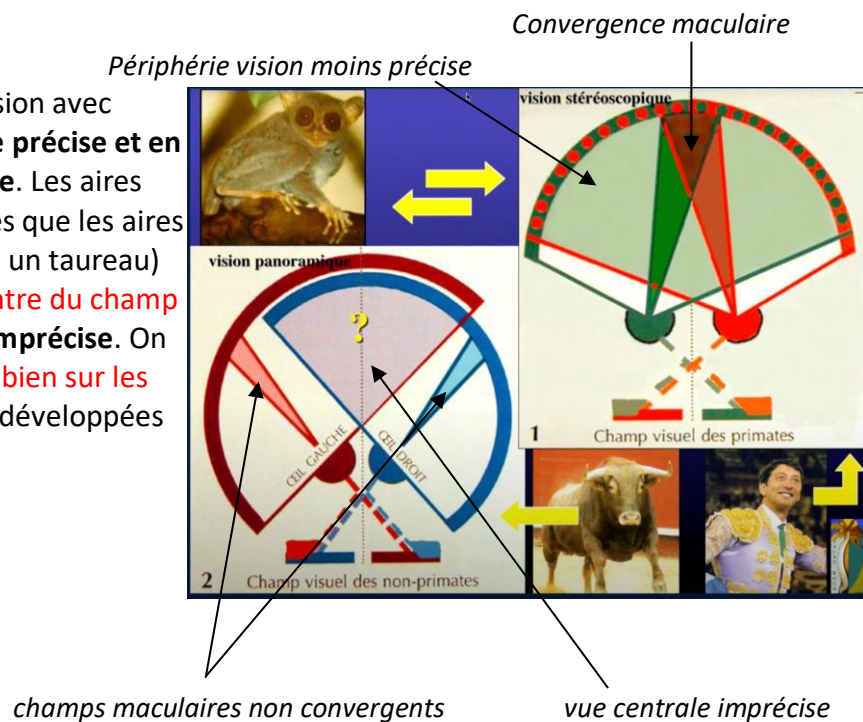 Convergence maculaire
Périphérie vision moins précise
sion avec
e précise et en
e. Les aires
es que les aires
un taureau)
ntre du champ
mprécise. On
bien sur les
développées
vision stéréoscopique
1 Champ visuel des primates
vision panoramique
?
ŒIL GAUCHE
ŒIL DROIT
2 Champ visuel des non-primates
champs maculaires non convergents
vue centrale imprécise